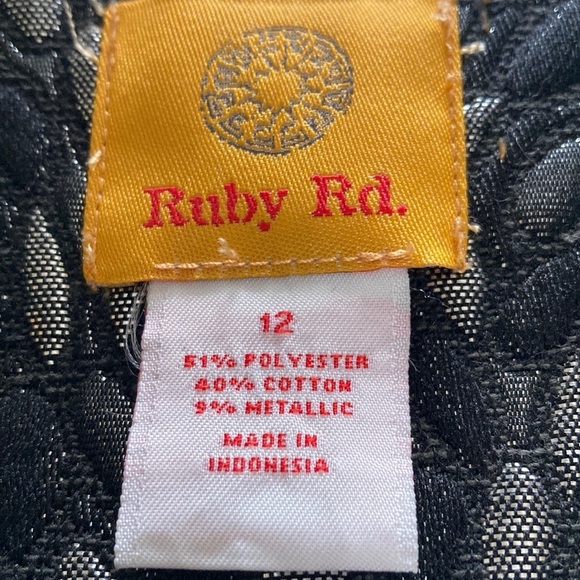 Ruby Rd.
12
51% POLYESTER
40% COTTON
9% METALLIC
MADE IN
INDONESIA